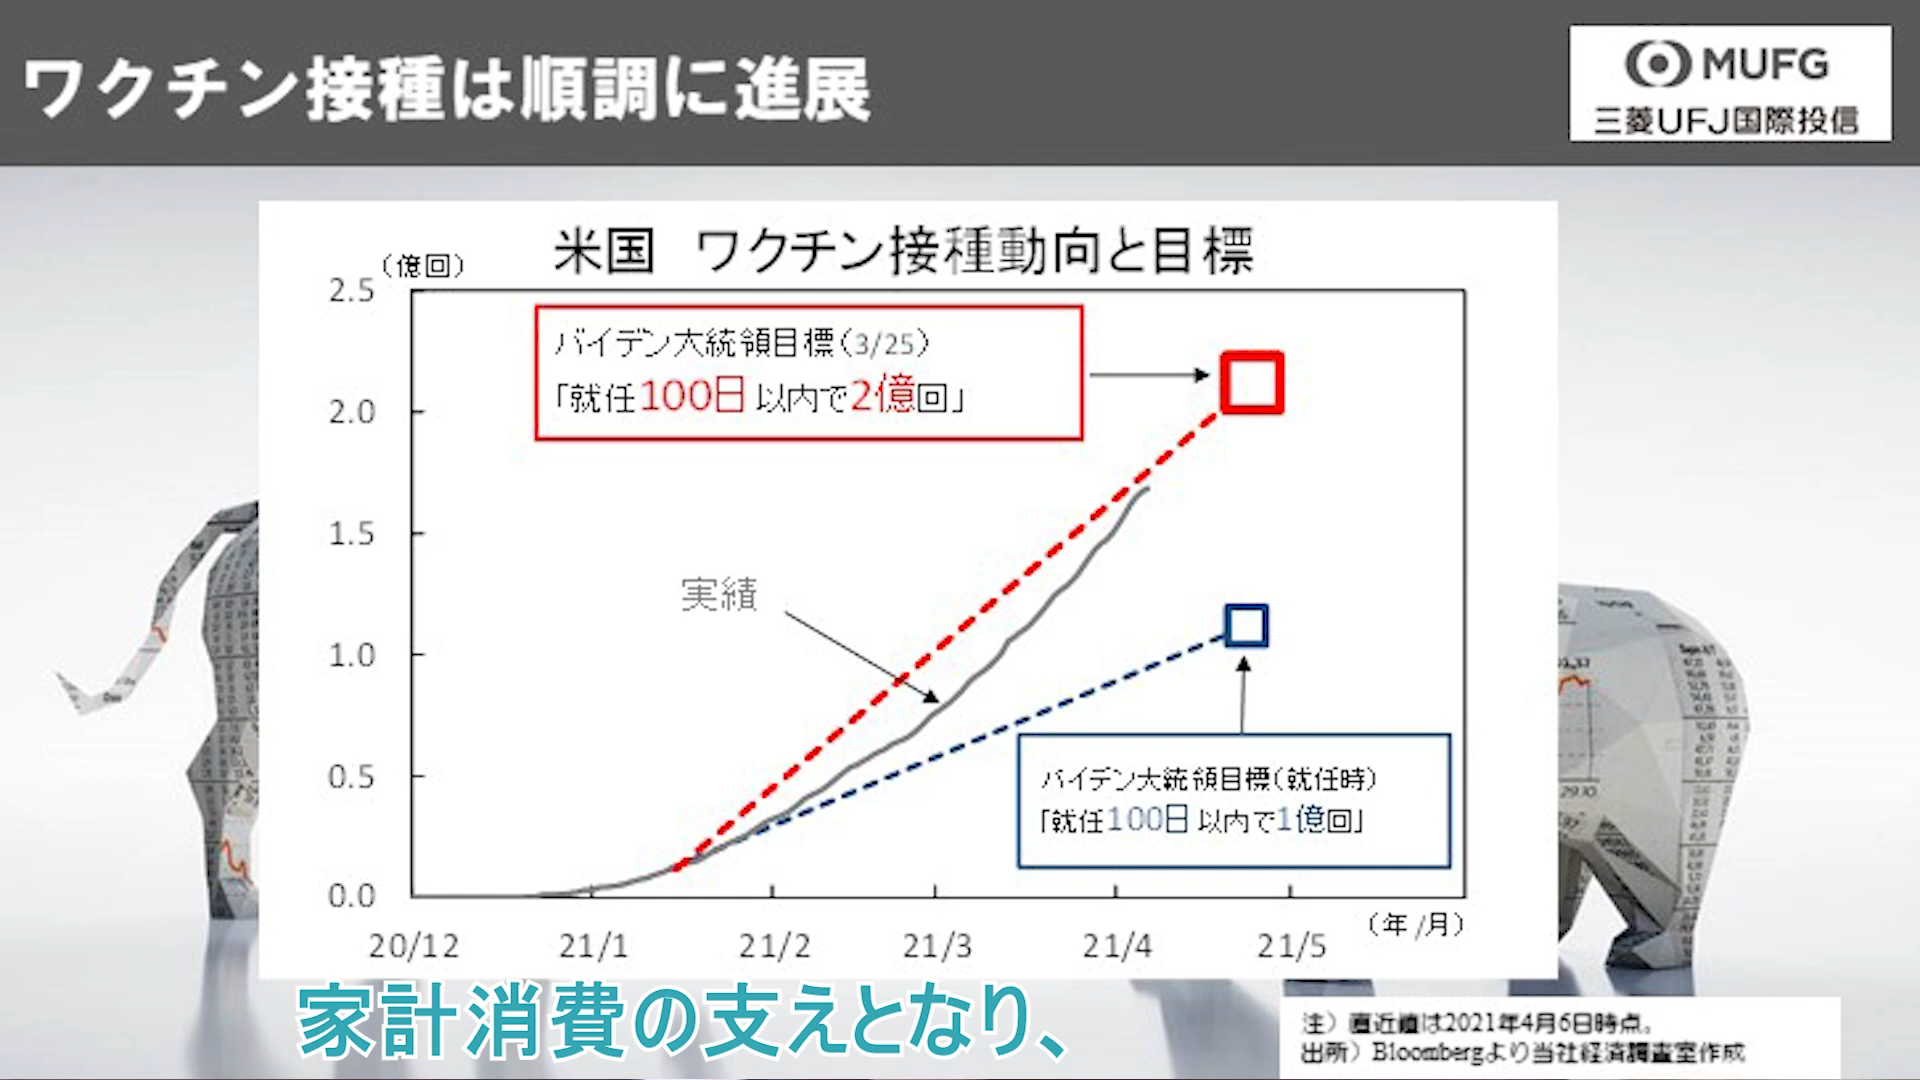 ワクチン接種は順調に進展
MUFG
三菱UFJ国際投信
米国　ワクチン接種動向と目標
（億回）
2.5
2.0
1.5
1.0
0.5
0.0
バイデン大統領目標（3/25）
「就任100日以内で2億回」
実績
バイデン大統領目標（就任時）
「就任100日以内で1億回」
20/12 21/1 21/2 21/3 21/4 21/5
（年/月）
家計消費の支えとなり、
注）直近値は2021年4月6日時点。
出所）Bloombergより当社経済調査室作成